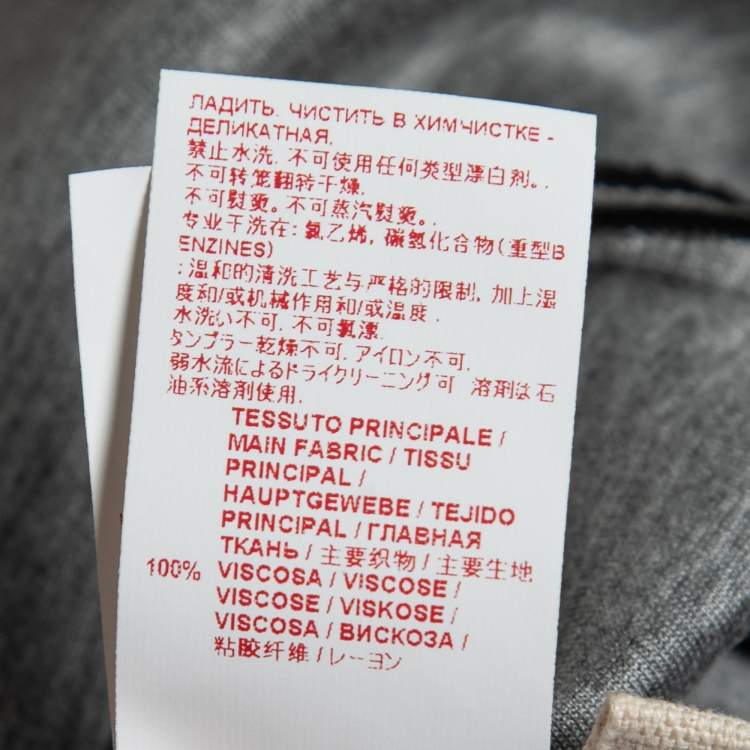 ЛАДИТЬ. ЧИСТИТЬ В ХИМЧИСТКЕ -
ДЕЛИКАТНАЯ.
禁止水洗. 不可使用任何类型漂白剂。.
不可转笼翻转干燥.
不可熨烫。不可蒸汽熨烫。.
专业干洗在: 氯乙烯, 碳氢化合物(重型B
ENZINES)
:温和的清洗工艺与严格的限制, 加上湿
度和/或机械作用和/或温度.
水洗い不可. 不可氯漂.
タンブラー乾燥不可. アイロン不可.
弱水流によるドライクリーニング可 溶剤は石
油系溶剤使用.
TESSUTO PRINCIPALE /
MAIN FABRIC / TISSU
PRINCIPAL /
HAUPTGEWEBE / TEJIDO
PRINCIPAL / ГЛАВНАЯ
ТКАНЬ / 主要织物 / 主要生地
100% VISCOSA / VISCOSE /
VISCOSE / VISKOSE /
VISCOSA / ВИСКОЗА /
粘胶纤维 / レーヨン